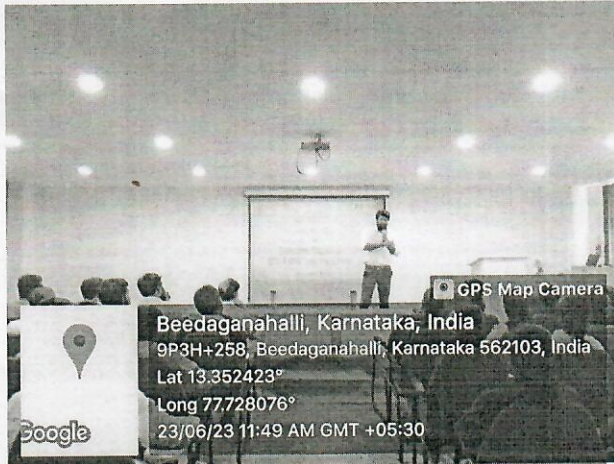 GPS Map Camera
Beedaganahalli, Karnataka, India
9P3H+258, Beedaganahalli, Karnataka 562103, India
Lat 13.352423°
Long 77.728076°
23/06/23 11:49 AM GMT +05:30
Google